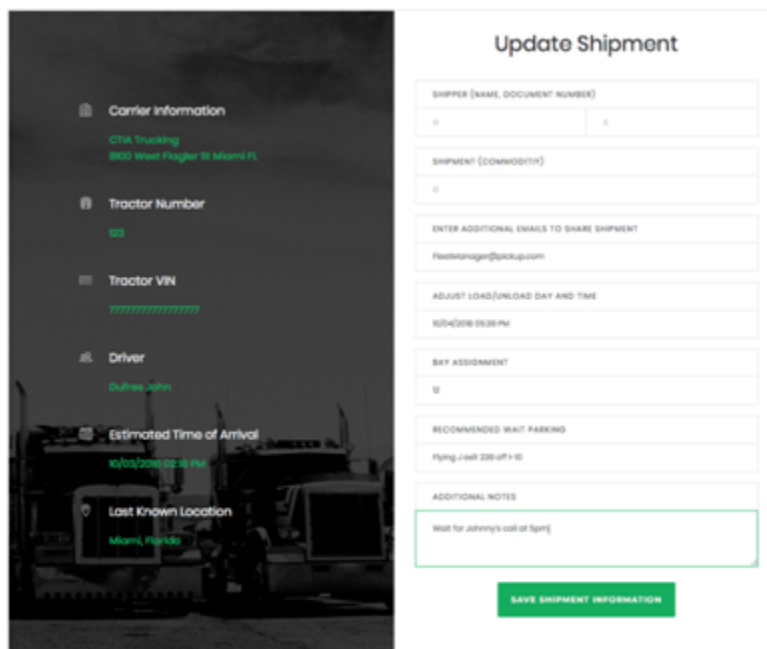 Carrier Information
CTIA Trucking
8100 West Flagler St Miami FL
Tractor Number
123
Tractor VIN
77777777777777777
Driver
Dufres John
Estimated Time of Arrival
10/03/2018 02:18 PM
Last Known Location
Miami, Florida
Update Shipment
SHIPPER (NAME, DOCUMENT NUMBER)
SHIPMENT (COMMODITIY)
ENTER ADDITIONAL EMAILS TO SHARE SHIPMENT
FleetManager@pickup.com
ADJUST LOAD/UNLOAD DAY AND TIME
10/04/2018 05:39 PM
BAY ASSIGNMENT
12
RECOMMENDED WAIT PARKING
Flying J exit 239 off I-10
ADDITIONAL NOTES
Wait for Johnny's call at 5pm
SAVE SHIPMENT INFORMATION